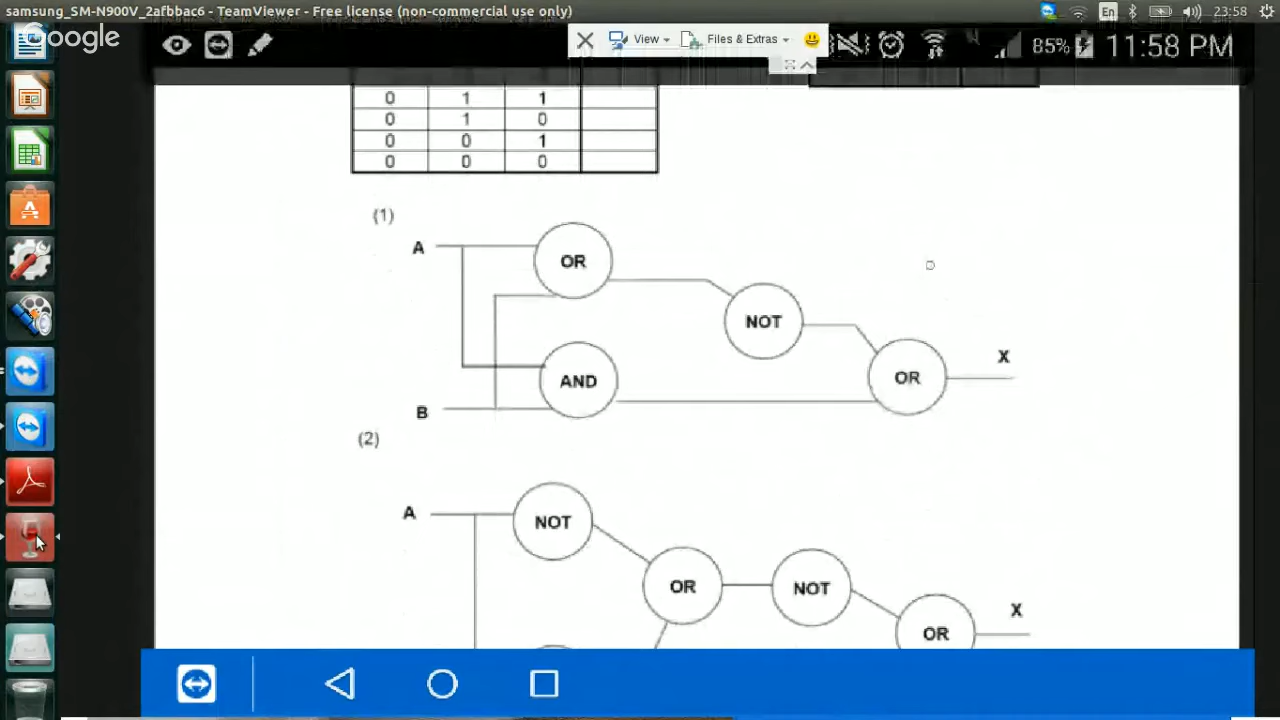 samsung_SM-N900V_2afbbac6 - TeamViewer - Free license (non-commercial use only)
En
23:58
Google
View
Files & Extras
85%
11:58 PM
0 1 1
0 1 0
0 0 1
0 0 0
(1)
A
OR
NOT
X
OR
AND
B
(2)
A
NOT
OR
NOT
X
OR